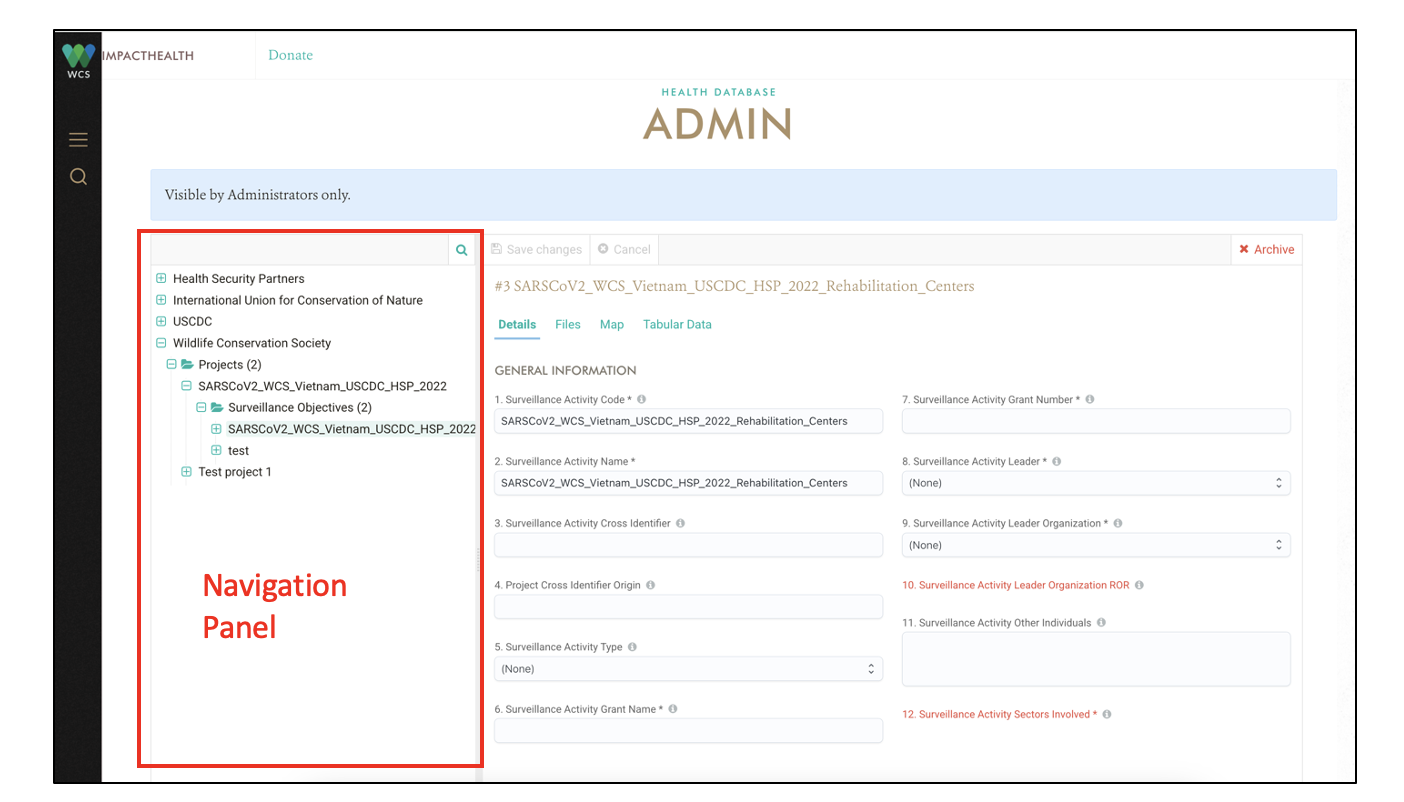 WCS
IMPACTHEALTH
Donate
HEALTH DATABASE
ADMIN
Visible by Administrators only.
Health Security Partners
International Union for Conservation of Nature
USCDC
Wildlife Conservation Society
Projects (2)
SARSCoV2_WCS_Vietnam_USCDC_HSP_2022
Surveillance Objectives (2)
SARSCoV2_WCS_Vietnam_USCDC_HSP_2022
test
Test project 1
Navigation
Panel
Save changes Cancel Archive
#3 SARSCoV2_WCS_Vietnam_USCDC_HSP_2022_Rehabilitation_Centers
Details Files Map Tabular Data
GENERAL INFORMATION
1. Surveillance Activity Code *
SARSCoV2_WCS_Vietnam_USCDC_HSP_2022_Rehabilitation_Centers
2. Surveillance Activity Name *
SARSCoV2_WCS_Vietnam_USCDC_HSP_2022_Rehabilitation_Centers
3. Surveillance Activity Cross Identifier
4. Project Cross Identifier Origin
5. Surveillance Activity Type
(None)
6. Surveillance Activity Grant Name *
7. Surveillance Activity Grant Number *
8. Surveillance Activity Leader *
(None)
9. Surveillance Activity Leader Organization *
(None)
10. Surveillance Activity Leader Organization ROR
11. Surveillance Activity Other Individuals
12. Surveillance Activity Sectors Involved *